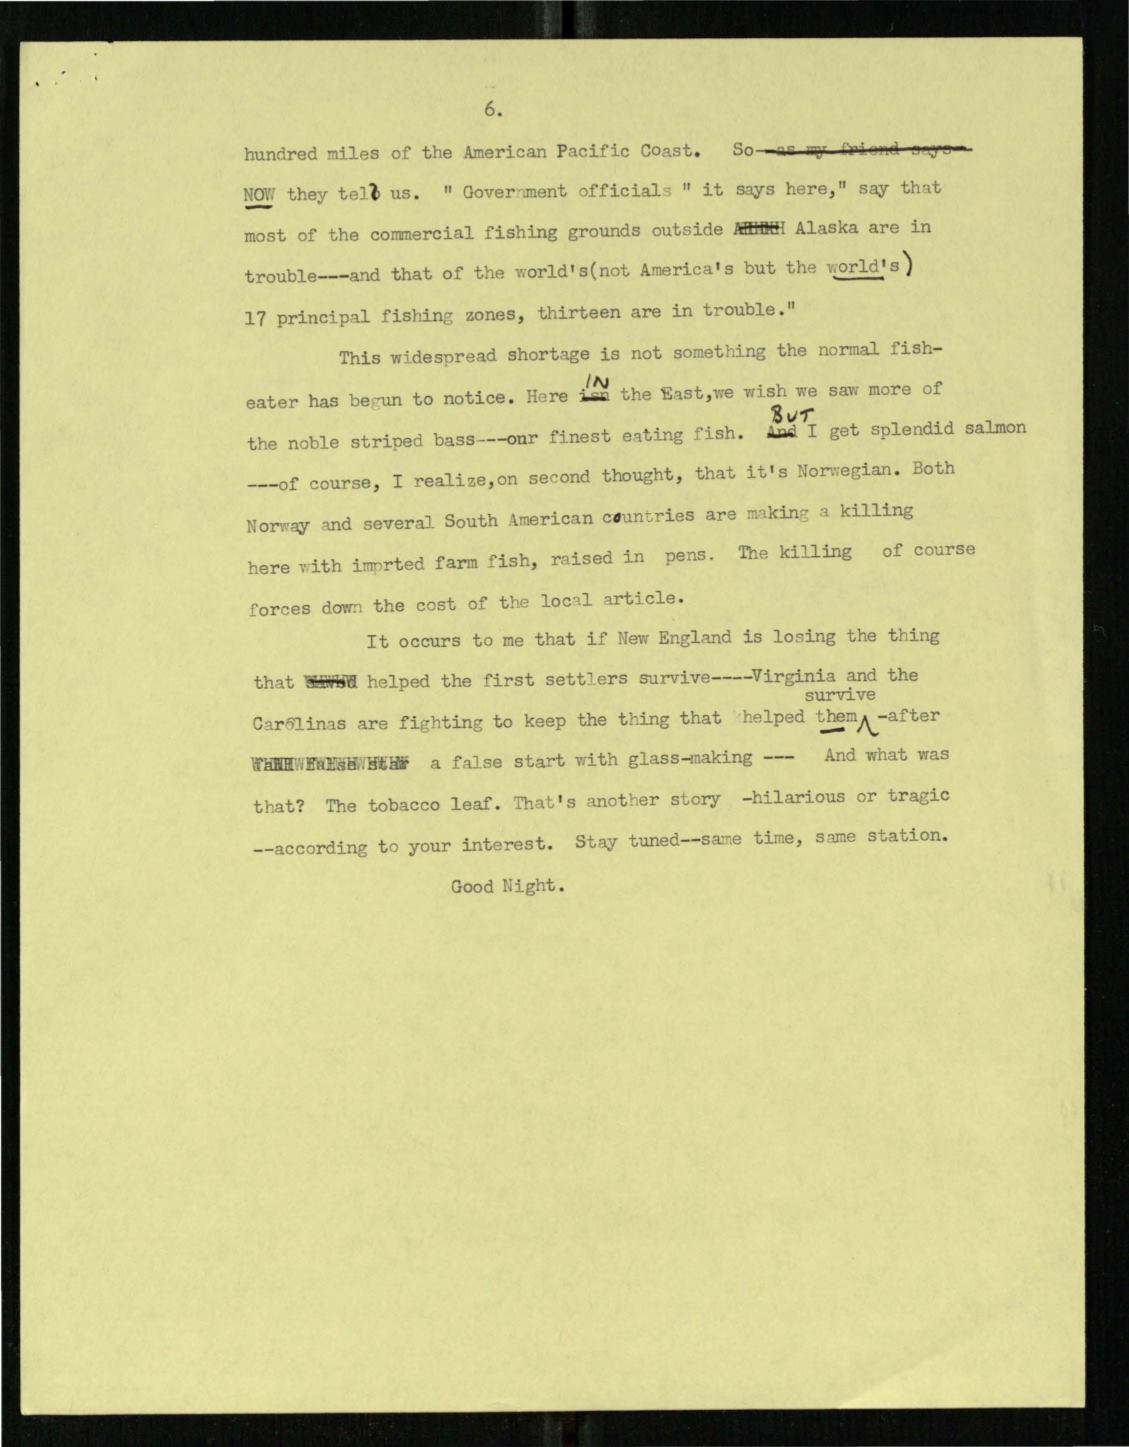 6.
hundred miles of the American Pacific Coast. So--as my friend says-
NOW they tell us. " Government officials " it says here," say that
most of the commercial fishing grounds outside Alaska are in
trouble---and that of the world's(not America's but the world's)
17 principal fishing zones, thirteen are in trouble."
This widespread shortage is not something the normal fish-
IN
eater has begun to notice. Here isn the East,we wish we saw more of
BUT
the noble striped bass---our finest eating fish. And I get splendid salmon
---of course, I realize,on second thought, that it's Norwegian. Both
Norway and several South American countries are making a killing
here with imprted farm fish, raised in pens. The killing of course
forces down the cost of the local article.
It occurs to me that if New England is losing the thing
that helped the first settlers survive----Virginia and the
survive
Carolinas are fighting to keep the thing that helped them -after
a false start with glass-making --- And what was
that? The tobacco leaf. That's another story -hilarious or tragic
--according to your interest. Stay tuned--same time, same station.
Good Night.